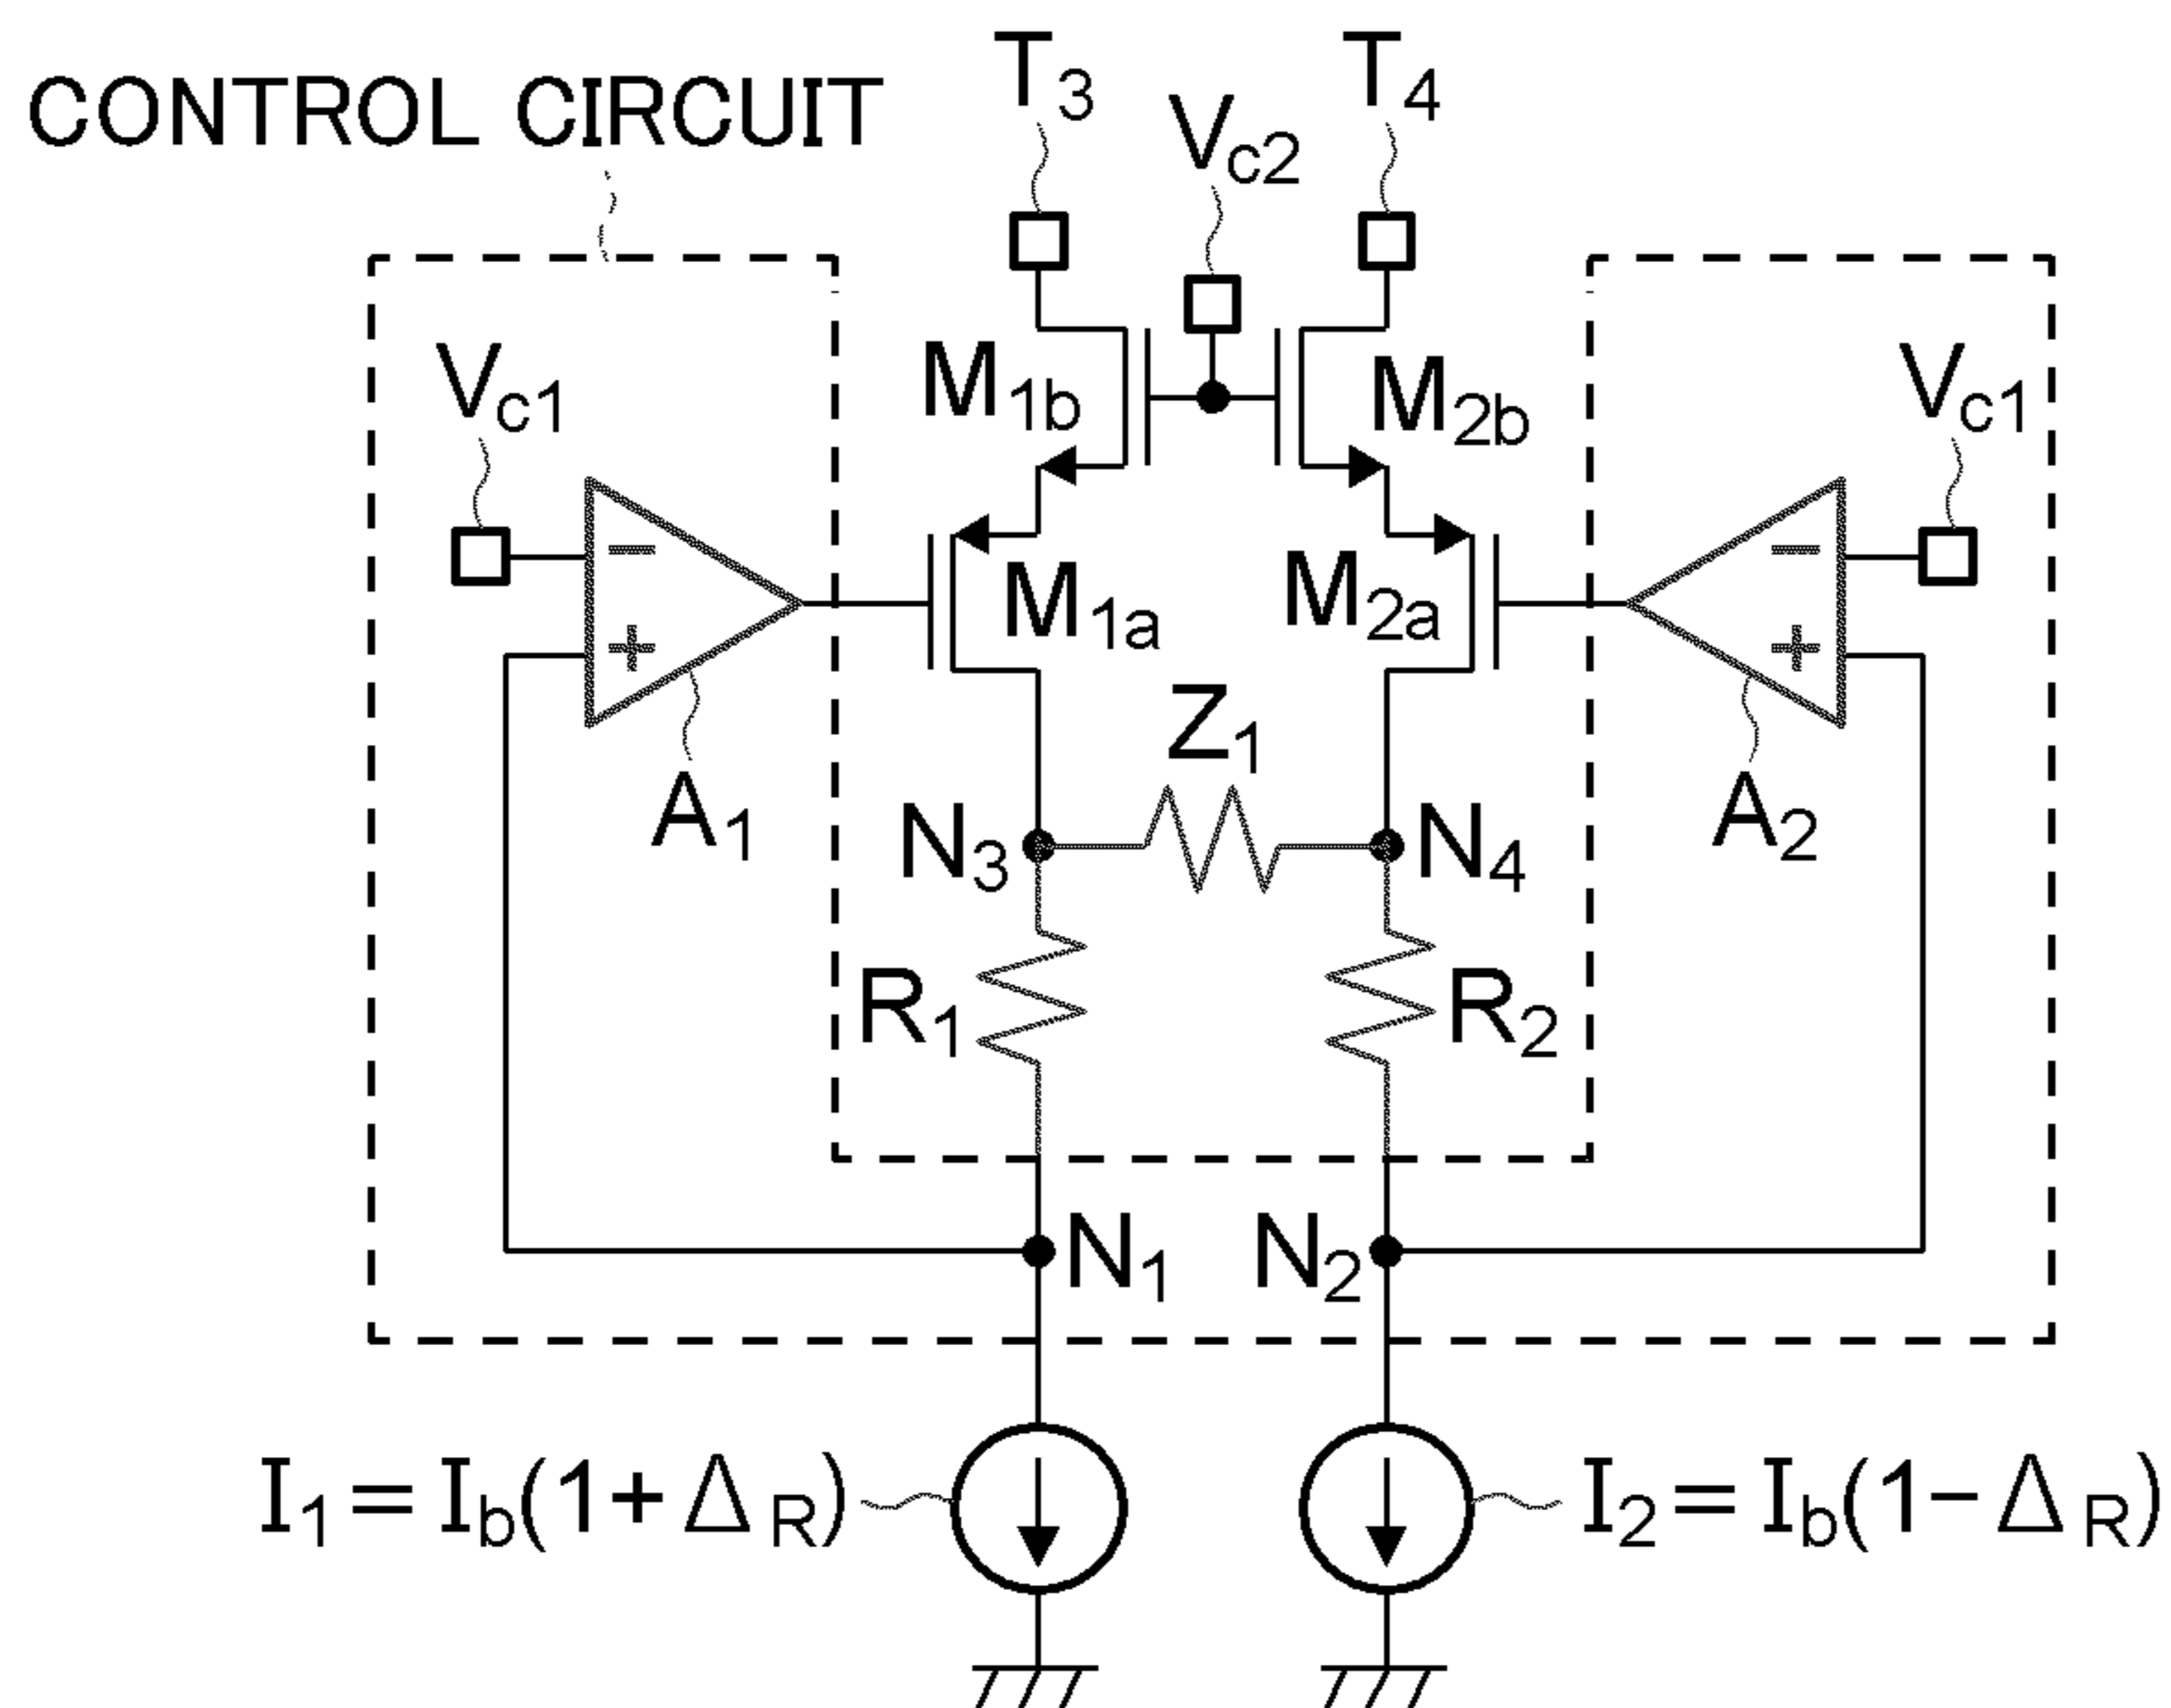 CONTROL CIRCUIT
T3
Vc2
T4
Vc1
M1b
M2b
Vc1
−
+
M1a
M2a
−
+
A1
Z1
A2
N3
N4
R1
R2
N1
N2
I1=Ib(1+ΔR)
I2=Ib(1−ΔR)